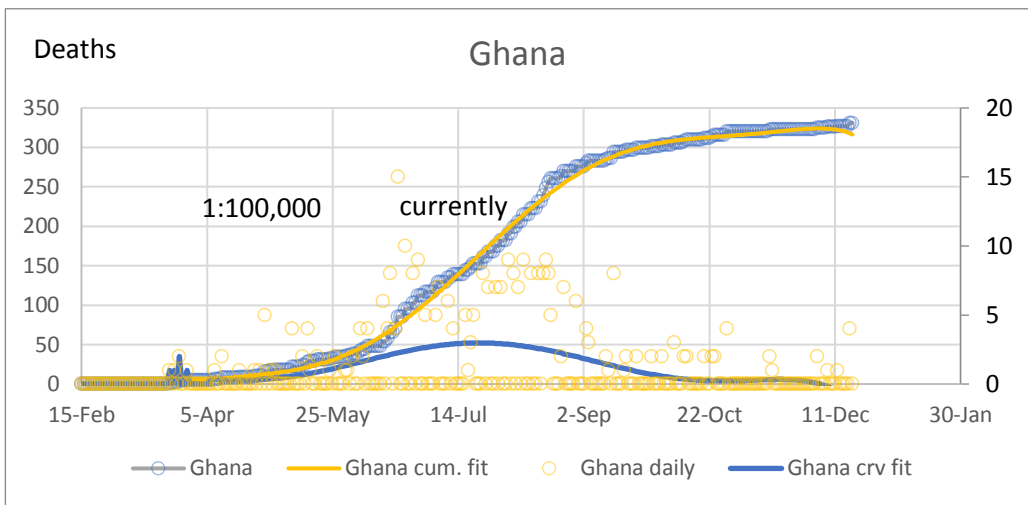 Deaths
Ghana
350
300
250
200
150
100
50
0
20
15
10
5
0
1:100,000 currently
15-Feb 5-Apr 25-May 14-Jul 2-Sep 22-Oct 11-Dec 30-Jan
Ghana Ghana cum. fit Ghana daily Ghana crv fit